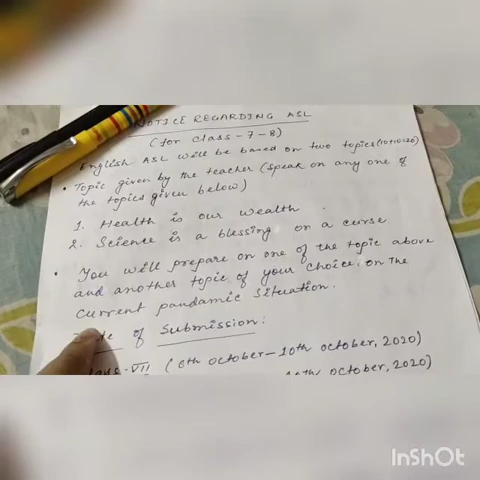 NOTICE REGARDING ASL
(for class-7-8)
English ASL will be based on two topics (10+10=20)
• Topic given by the teacher (speak on any one of
the topics given below)
1. Health is our wealth
2. Science is a blessing on a curse
• You will prepare on one of the topic above
and another topic of your choice, on the
current pandamic situation.
of Submission:
VII (6th october-10th october, 2020)
october, 2020)
InShOt